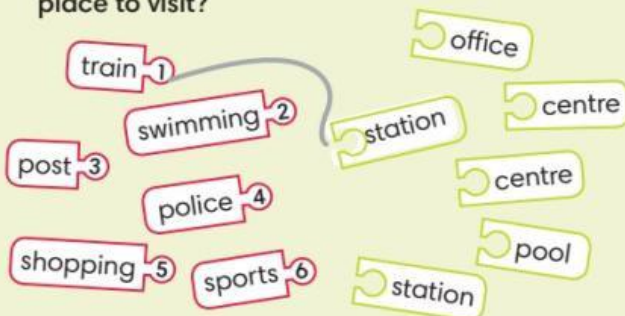 place to visit?
train 1
swimming 2
post 3
police 4
shopping 5
sports 6
office
centre
station
centre
pool
station